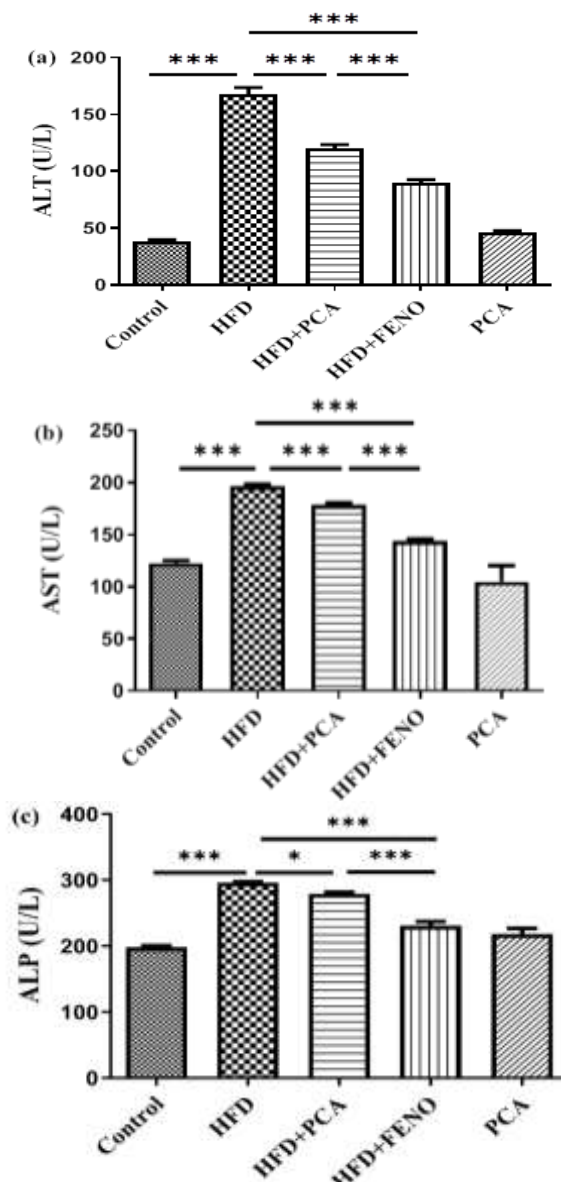 (a)
***
*** *** ***
ALT (U/L)
200
150
100
50
0
Control
HFD
HFD+PCA
HFD+FENO
PCA
(b)
***
*** *** ***
AST (U/L)
250
200
150
100
50
0
Control
HFD
HFD+PCA
HFD+FENO
PCA
(c)
***
*** * ***
ALP (U/L)
400
300
200
100
0
Control
HFD
HFD+PCA
HFD+FENO
PCA